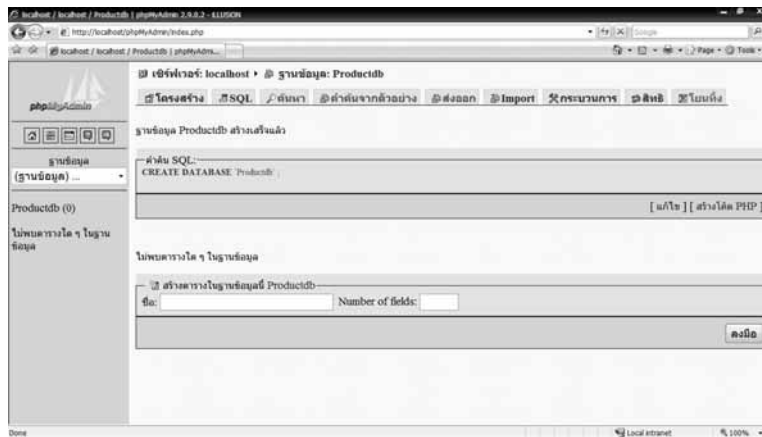 localhost / localhost / Productdb | phpMyAdmin 2.9.0.2 - ILLUSION
http://localhost/phpMyAdmin/index.php
localhost / localhost / Productdb | phpMyAdm...
Page
Tools
phpMyAdmin
ฐานข้อมูล
(ฐานข้อมูล) ...
Productdb (0)
ไม่พบตารางใด ๆ ในฐาน
ข้อมูล
เซิร์ฟเวอร์: localhost ฐานข้อมูล: Productdb
โครงสร้าง SQL ค้นหา คำค้นจากตัวอย่าง ส่งออก Import กระบวนการ สิทธิ โยนทิ้ง
ฐานข้อมูล Productdb สร้างเสร็จแล้ว
คำค้น SQL:
CREATE DATABASE `Productdb` ;
[ แก้ไข ] [ สร้างโค้ด PHP ]
ไม่พบตารางใด ๆ ในฐานข้อมูล
สร้างตารางในฐานข้อมูลนี้ Productdb
ชื่อ: Number of fields:
ลงมือ
Done
Local intranet
100%